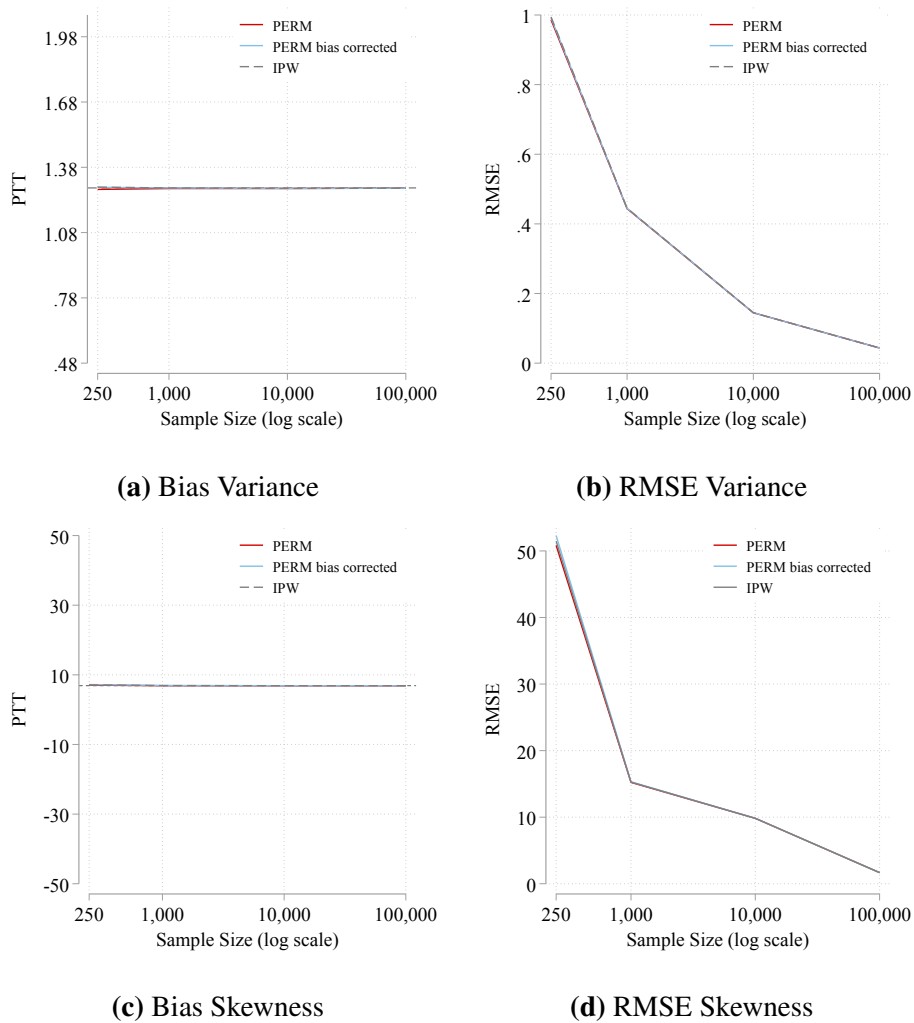 PERM
PERM bias corrected
IPW
1.98
1.68
1.38
1.08
.78
.48
PTT
250 1,000 10,000 100,000
Sample Size (log scale)
(a) Bias Variance
PERM
PERM bias corrected
IPW
1
.8
.6
.4
.2
0
RMSE
250 1,000 10,000 100,000
Sample Size (log scale)
(b) RMSE Variance
PERM
PERM bias corrected
IPW
50
30
10
-10
-30
-50
PTT
250 1,000 10,000 100,000
Sample Size (log scale)
(c) Bias Skewness
PERM
PERM bias corrected
IPW
50
40
30
20
10
0
RMSE
250 1,000 10,000 100,000
Sample Size (log scale)
(d) RMSE Skewness